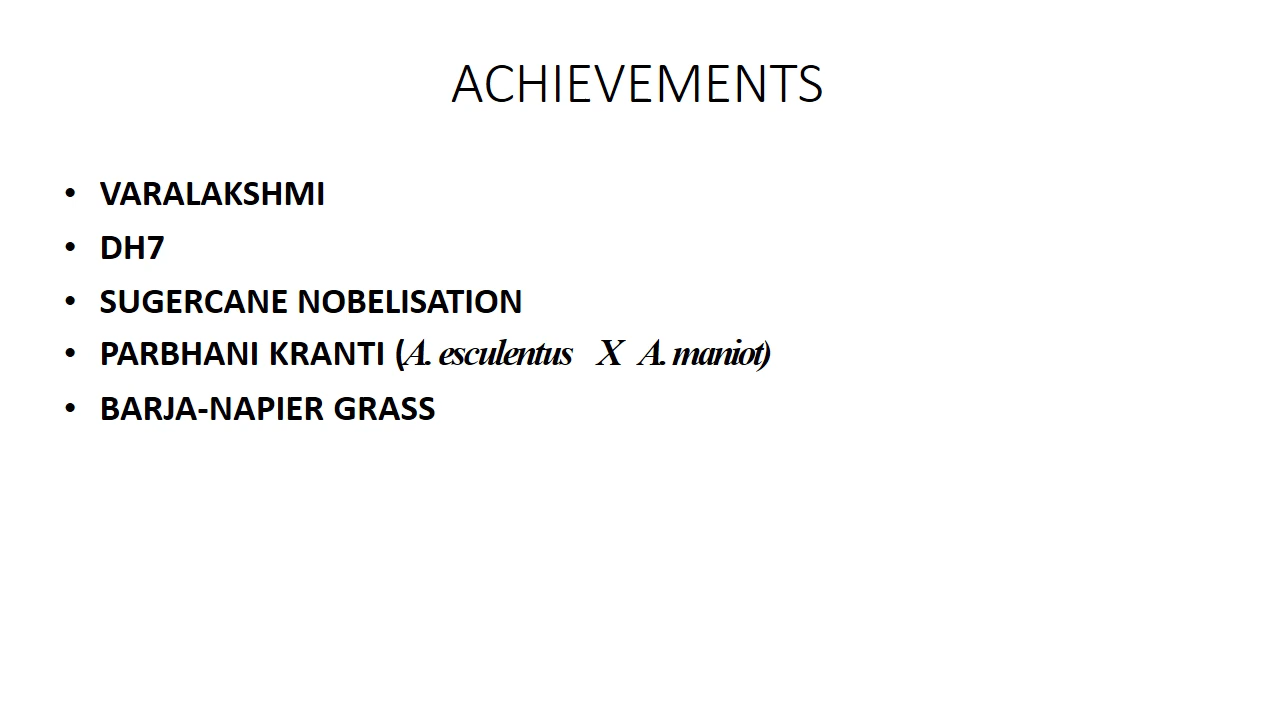 ACHIEVEMENTS
• VARALAKSHMI
• DH7
• SUGERCANE NOBELISATION
• PARBHANI KRANTI (A. esculentus X A. maniot)
• BARJA-NAPIER GRASS